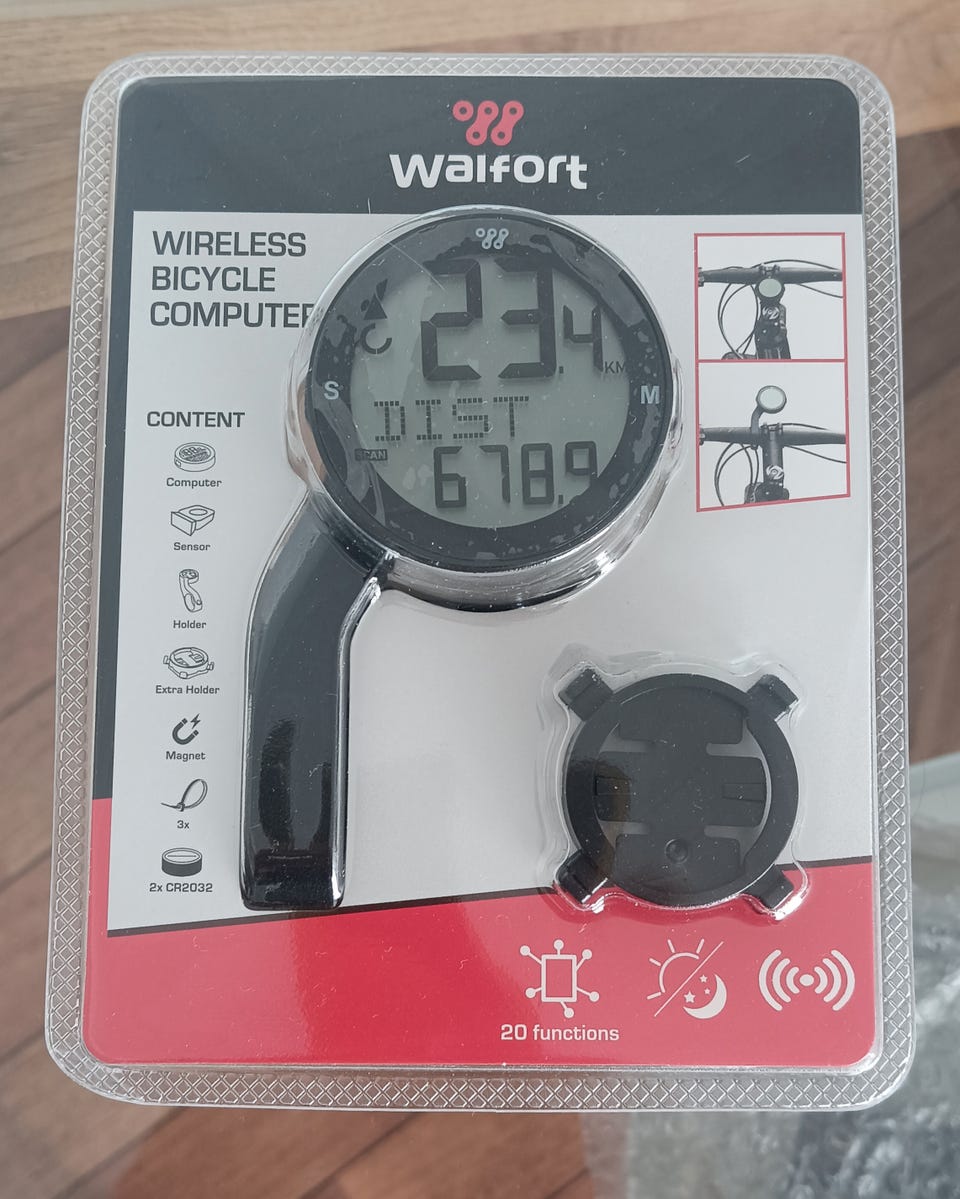 Walfort
WIRELESS
BICYCLE
COMPUTER
23.4
KM
S
M
DIST
SCAN
678.9
CONTENT
Computer
Sensor
Holder
Extra Holder
Magnet
3x
2x CR2032
20 functions